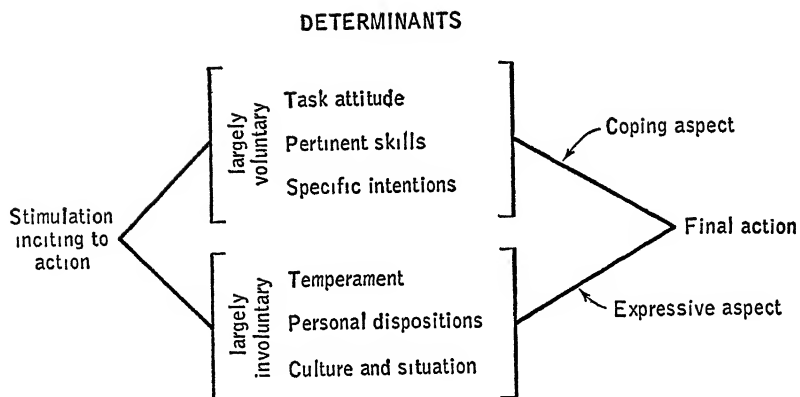 DETERMINANTS
Stimulation
inciting to
action
largely
voluntary
Task attitude
Pertinent skills
Specific intentions
largely
involuntary
Temperament
Personal dispositions
Culture and situation
Coping aspect
Final action
Expressive aspect